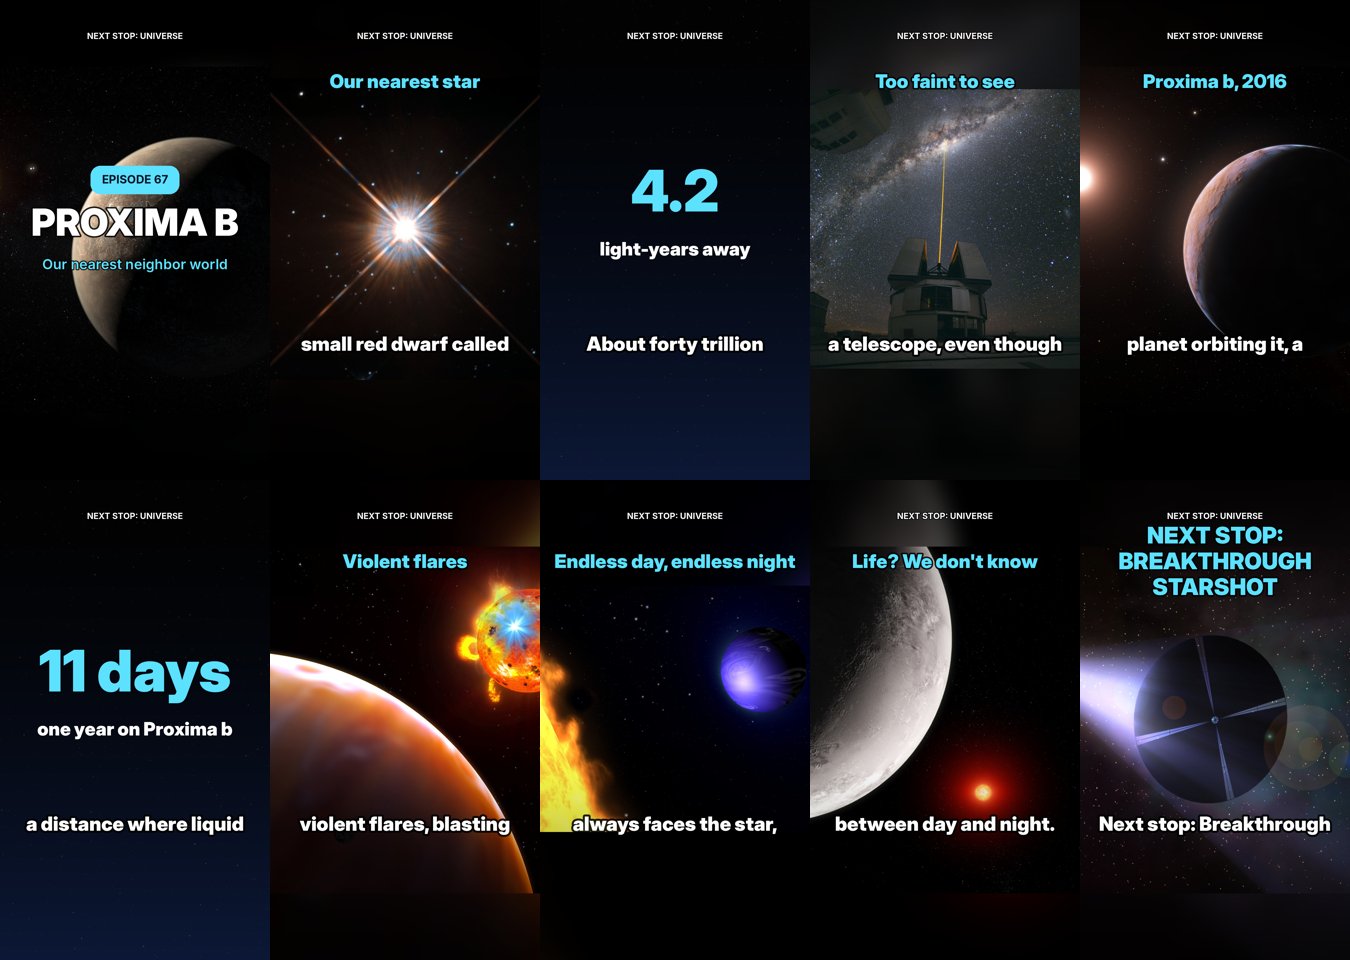 NEXT STOP: UNIVERSE
EPISODE 67
PROXIMA B
Our nearest neighbor world
NEXT STOP: UNIVERSE
Our nearest star
small red dwarf called
NEXT STOP: UNIVERSE
4.2
light-years away
About forty trillion
NEXT STOP: UNIVERSE
Too faint to see
a telescope, even though
NEXT STOP: UNIVERSE
Proxima b, 2016
planet orbiting it, a
NEXT STOP: UNIVERSE
11 days
one year on Proxima b
a distance where liquid
NEXT STOP: UNIVERSE
Violent flares
violent flares, blasting
NEXT STOP: UNIVERSE
Endless day, endless night
always faces the star,
NEXT STOP: UNIVERSE
Life? We don't know
between day and night.
NEXT STOP: UNIVERSE
NEXT STOP:
BREAKTHROUGH
STARSHOT
Next stop: Breakthrough